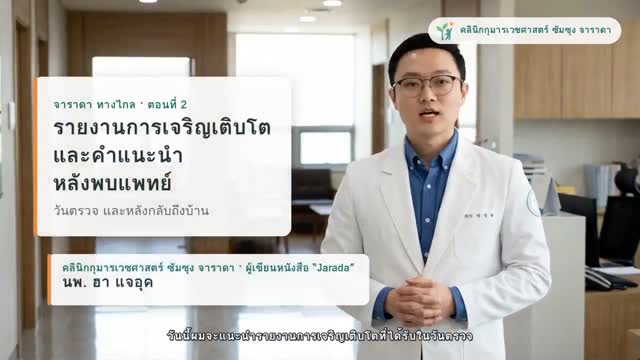 คลินิกกุมารเวชศาสตร์ ซัมซุง จาราดา
จาราดา ทางไกล · ตอนที่ 2
รายงานการเจริญเติบโต
และคำแนะนำ
หลังพบแพทย์
วันตรวจ และหลังกลับถึงบ้าน
คลินิกกุมารเวชศาสตร์ ซัมซุง จาราดา · ผู้เขียนหนังสือ "Jarada"
นพ. ฮา แจอุค
วันนี้ผมจะแนะนำรายงานการเจริญเติบโตที่ได้รับในวันตรวจ